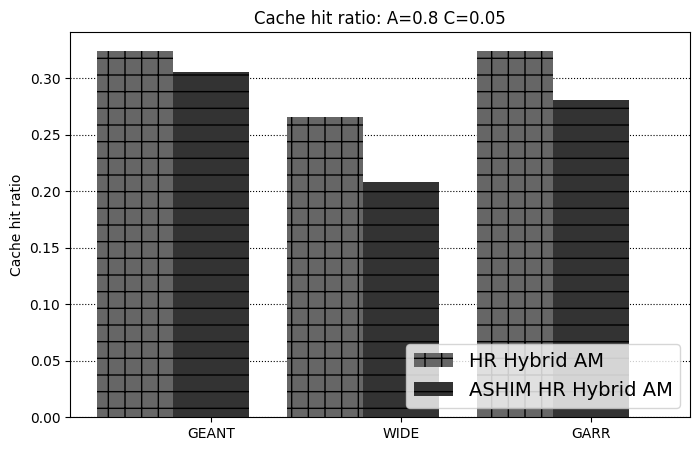 Cache hit ratio: A=0.8 C=0.05
Cache hit ratio
0.30
0.25
0.20
0.15
0.10
0.05
0.00
HR Hybrid AM
ASHIM HR Hybrid AM
GEANT
WIDE
GARR